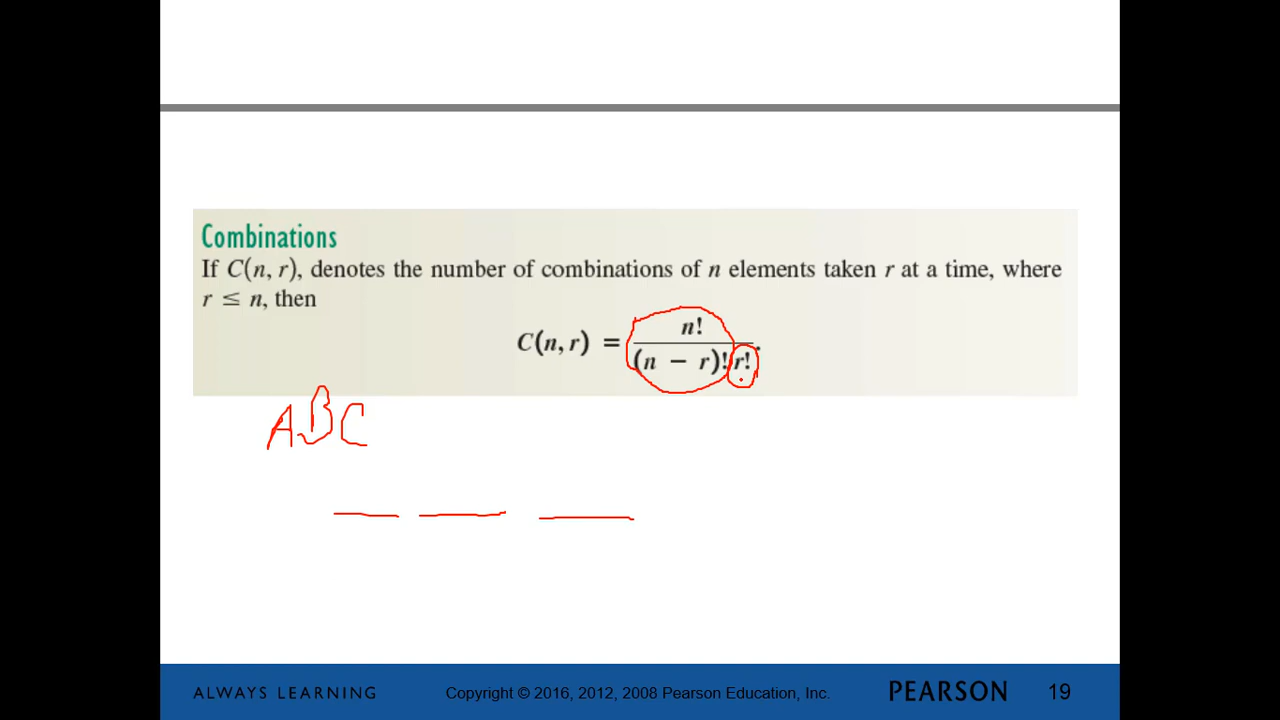 Combinations
If C(n, r), denotes the number of combinations of n elements taken r at a time, where
r ≤ n, then
C(n, r) = n! / (n − r)! r! .
ABC
ALWAYS LEARNING
Copyright © 2016, 2012, 2008 Pearson Education, Inc.
PEARSON
19